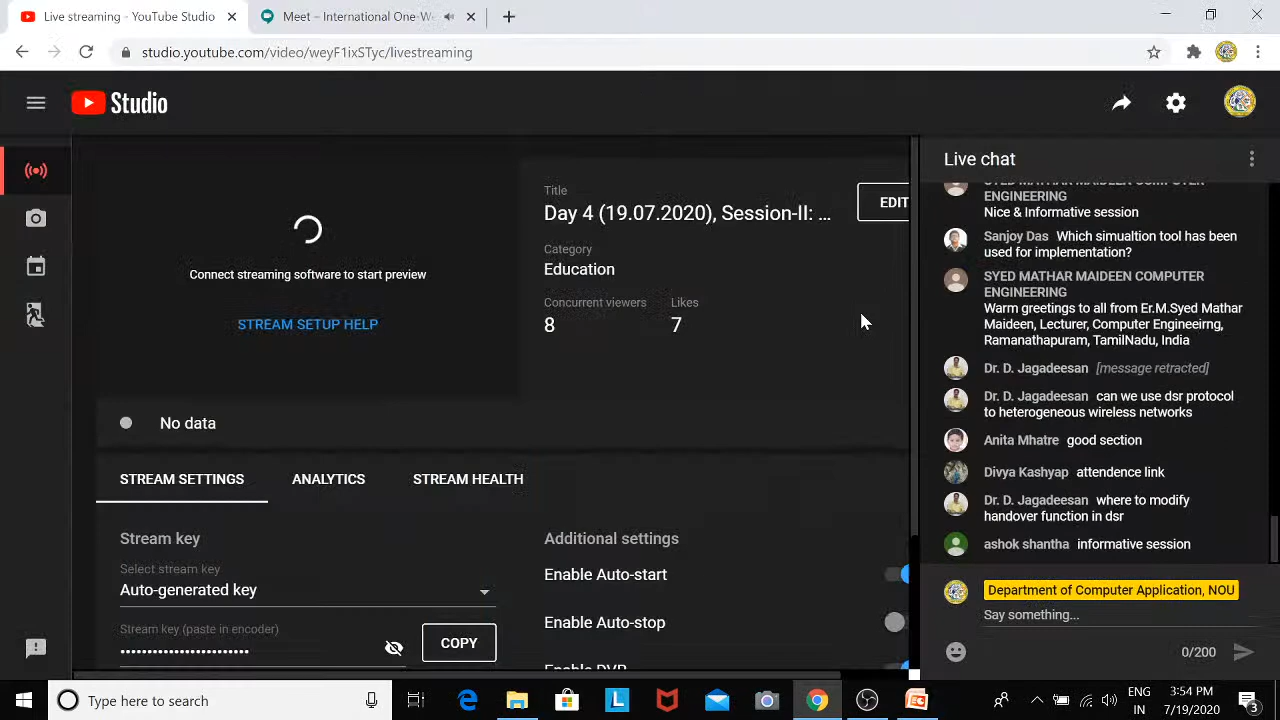 Live streaming - YouTube Studio
Meet – International One-W
studio.youtube.com/video/weyF1ixSTyc/livestreaming
Studio
Connect streaming software to start preview
STREAM SETUP HELP
Title
Day 4 (19.07.2020), Session-II: ...
EDIT
Category
Education
Concurrent viewers
Likes
8
7
No data
STREAM SETTINGS
ANALYTICS
STREAM HEALTH
Stream key
Select stream key
Auto-generated key
Stream key (paste in encoder)
COPY
Additional settings
Enable Auto-start
Enable Auto-stop
Enable DVR
Live chat
SYED MATHAR MAIDEEN COMPUTER
ENGINEERING
Nice & Informative session
Sanjoy Das Which simualtion tool has been
used for implementation?
SYED MATHAR MAIDEEN COMPUTER
ENGINEERING
Warm greetings to all from Er.M.Syed Mathar
Maideen, Lecturer, Computer Engineeirng,
Ramanathapuram, TamilNadu, India
Dr. D. Jagadeesan [message retracted]
Dr. D. Jagadeesan can we use dsr protocol
to heterogeneous wireless networks
Anita Mhatre good section
Divya Kashyap attendence link
Dr. D. Jagadeesan where to modify
handover function in dsr
ashok shantha informative session
Department of Computer Application, NOU
Say something...
0/200
Type here to search
ENG
IN
3:54 PM
7/19/2020
3